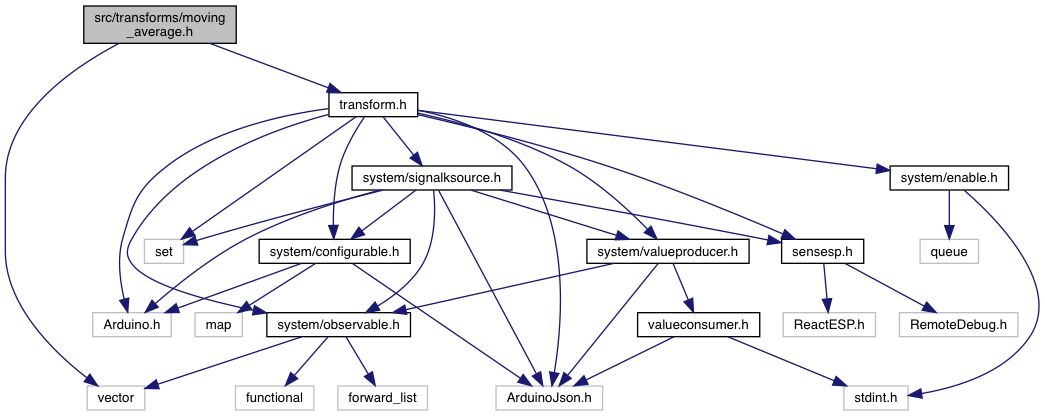 src/transforms/moving
_average.h
transform.h
system/signalksource.h
system/enable.h
set
system/configurable.h
system/valueproducer.h
sensesp.h
queue
Arduino.h
map
system/observable.h
valueconsumer.h
ReactESP.h
RemoteDebug.h
vector
functional
forward_list
ArduinoJson.h
stdint.h